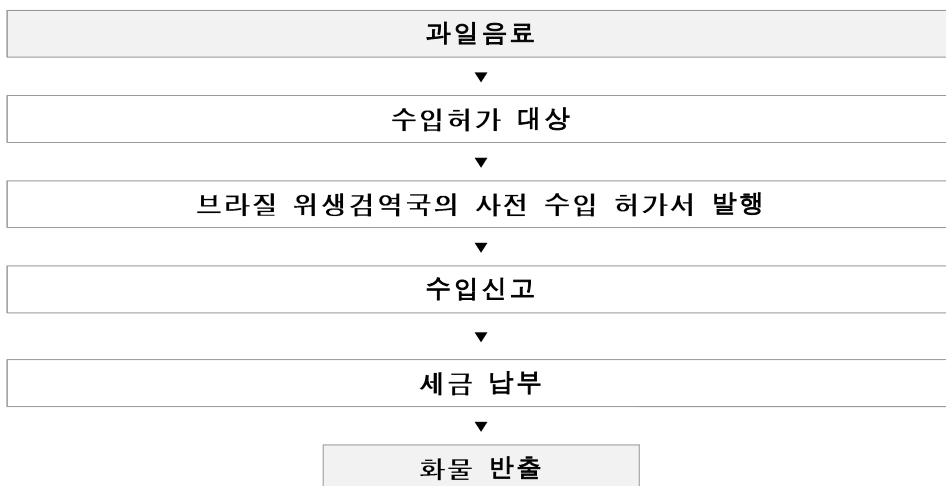 과일음료
수입허가 대상
브라질 위생검역국의 사전 수입 허가서 발행
수입신고
세금 납부
화물 반출